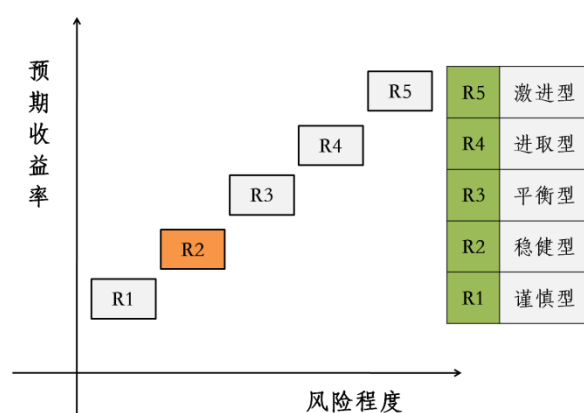 预期收益率
R5
R4
R3
R2
R1
风险程度
R5 激进型
R4 进取型
R3 平衡型
R2 稳健型
R1 谨慎型